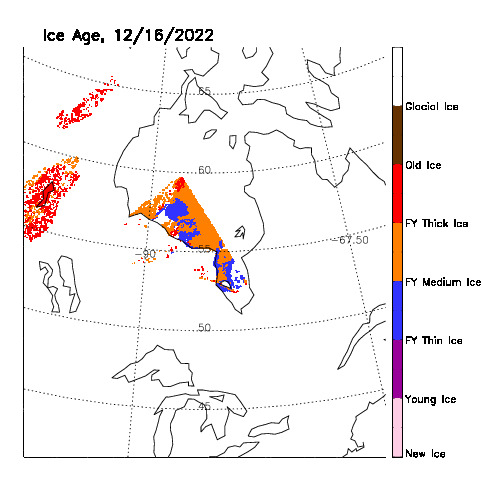 Ice Age, 12/16/2022
65
60
55
-90
-67.50
50
45
Glacial Ice
Old Ice
FY Thick Ice
FY Medium Ice
FY Thin Ice
Young Ice
New Ice